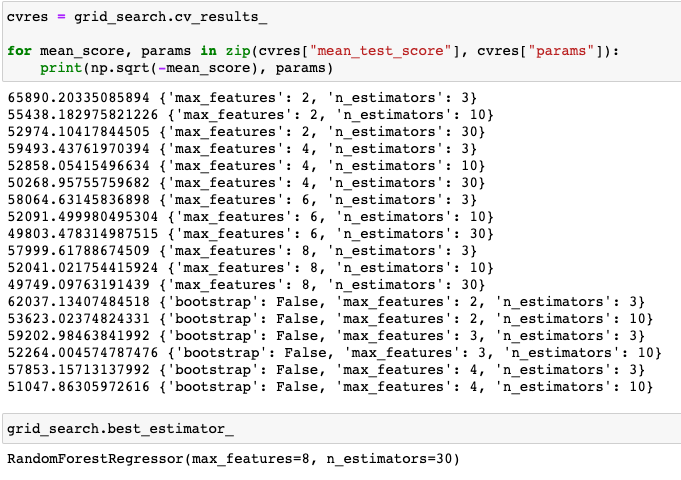 cvres = grid_search.cv_results_
for mean_score, params in zip(cvres["mean_test_score"], cvres["params"]):
    print(np.sqrt(-mean_score), params)
65890.20335085894 {'max_features': 2, 'n_estimators': 3}
55438.182975821226 {'max_features': 2, 'n_estimators': 10}
52974.10417844505 {'max_features': 2, 'n_estimators': 30}
59493.43761970394 {'max_features': 4, 'n_estimators': 3}
52858.05415496634 {'max_features': 4, 'n_estimators': 10}
50268.95755759682 {'max_features': 4, 'n_estimators': 30}
58064.63145836898 {'max_features': 6, 'n_estimators': 3}
52091.499980495304 {'max_features': 6, 'n_estimators': 10}
49803.478314987515 {'max_features': 6, 'n_estimators': 30}
57999.61788674509 {'max_features': 8, 'n_estimators': 3}
52041.021754415924 {'max_features': 8, 'n_estimators': 10}
49749.09763191439 {'max_features': 8, 'n_estimators': 30}
62037.13407484518 {'bootstrap': False, 'max_features': 2, 'n_estimators': 3}
53623.02374824331 {'bootstrap': False, 'max_features': 2, 'n_estimators': 10}
59202.98463841992 {'bootstrap': False, 'max_features': 3, 'n_estimators': 3}
52264.004574787476 {'bootstrap': False, 'max_features': 3, 'n_estimators': 10}
57853.15713137992 {'bootstrap': False, 'max_features': 4, 'n_estimators': 3}
51047.86305972616 {'bootstrap': False, 'max_features': 4, 'n_estimators': 10}
grid_search.best_estimator_
RandomForestRegressor(max_features=8, n_estimators=30)